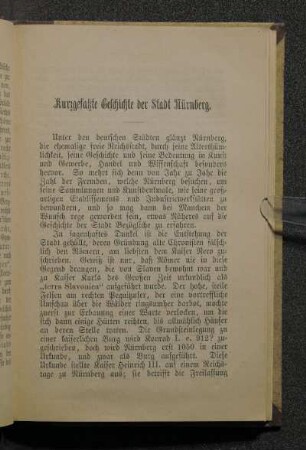 Kurzgefaßte Geschichte der Stadt Nürnberg.
Unter den deutschen Städten glänzt Nürnberg,
die ehemalige freie Reichsstadt, durch seine Alterthüm-
lichkeit, seine Geschichte und seine Bedeutung in Kunst
und Gewerbe, Handel und Wissenschaft besonders
hervor. So mehrt sich denn von Jahr zu Jahr die
Zahl der Fremden, welche Nürnberg besuchen, um
seine Sammlungen und Kunstdenkmale, wie seine groß-
artigen Etablissements und Industriewerkstätten zu
bewundern, und so mag denn bei Manchem der
Wunsch rege geworden sein, etwas Näheres auf die
Geschichte der Stadt Bezügliche zu erfahren.
In sagenhaftes Dunkel ist die Entstehung der
Stadt gehüllt, deren Gründung alte Chronisten fälsch-
lich den Römern, am liebsten dem Kaiser Nero zu-
schreiben. Gewiß ist nur, daß Römer als in diese
Gegend drangen, die von Slaven bewohnt war und
zu Kaiser Karls des Großen Zeit urkundlich als
„terra Slavorum“ aufgeführt wird. Der hohe, steile
Felsen am rechten Pegnitzufer, der eine vortreffliche
Umschau über die Wälder ringsumher darbot, mochte
zuerst zur Erbauung einer Warte verlocken, um die
sich dann einige Hütten reihten, bis allmählich Häuser
an deren Stelle traten. Die Grundsteinlegung zu
einer kaiserlichen Burg wird Konrad I. c. 912? zu-
geschrieben, doch wird Nürnberg erst 1050 in einer
Urkunde, und zwar als Burg aufgeführt. Diese
Urkunde stellte Kaiser Heinrich III. auf einem Reichs-
tage zu Nürnberg aus; sie betrifft die Freilassung